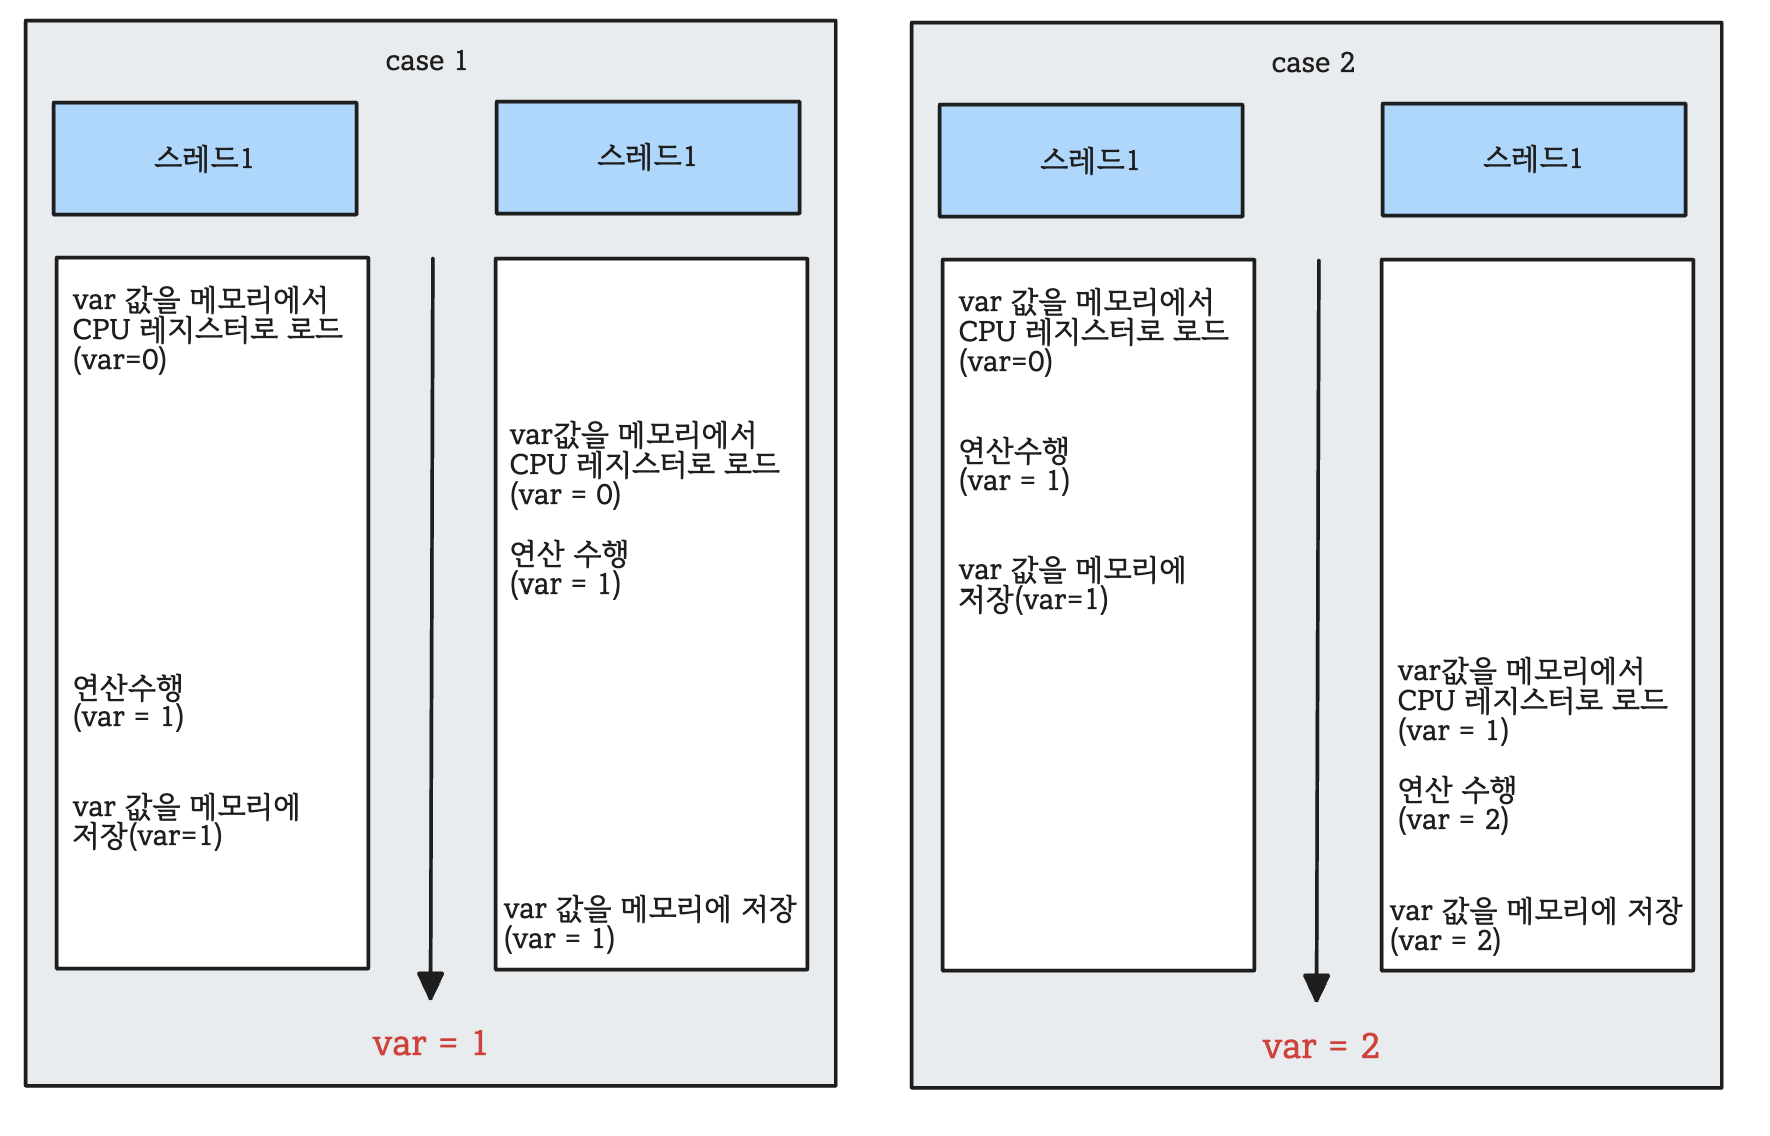 case 1
스레드1
스레드1
var 값을 메모리에서
CPU 레지스터로 로드
(var=0)
연산수행
(var = 1)
var 값을 메모리에
저장(var=1)
var값을 메모리에서
CPU 레지스터로 로드
(var = 0)
연산 수행
(var = 1)
var 값을 메모리에 저장
(var = 1)
var = 1
case 2
스레드1
스레드1
var 값을 메모리에서
CPU 레지스터로 로드
(var=0)
연산수행
(var = 1)
var 값을 메모리에
저장(var=1)
var값을 메모리에서
CPU 레지스터로 로드
(var = 1)
연산 수행
(var = 2)
var 값을 메모리에 저장
(var = 2)
var = 2